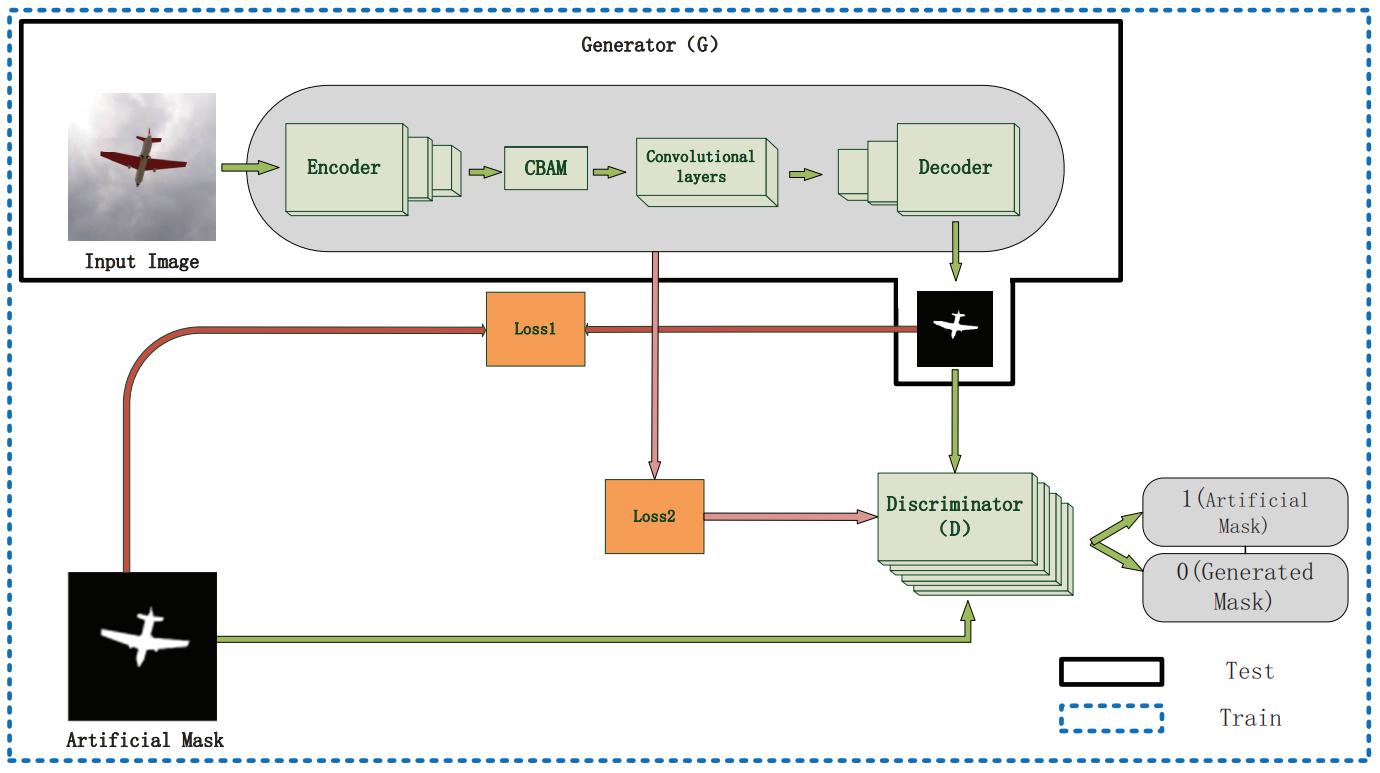 Generator (G)
Encoder
CBAM
Convolutional
layers
Decoder
Input Image
Loss1
Loss2
Discriminator
(D)
1(Artificial
Mask)
0(Generated
Mask)
Artificial Mask
Test
Train